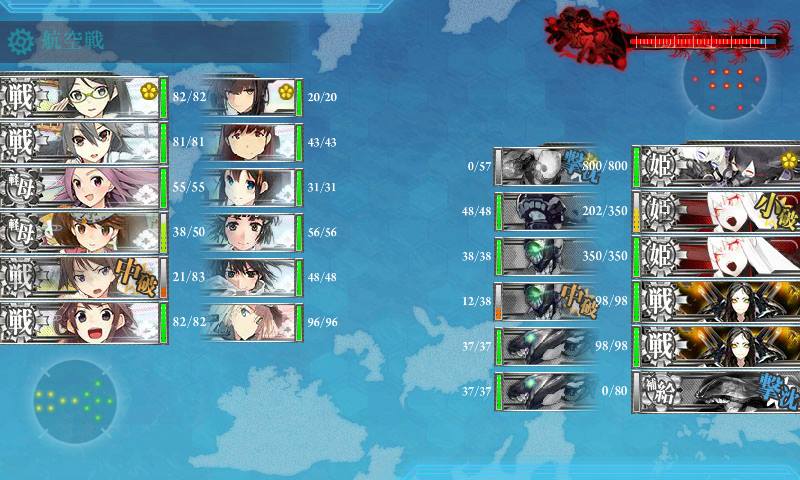 航空戦
戦 82/82 20/20
戦 81/81 43/43
軽母 55/55 31/31
軽母 38/50 56/56
戦 中破 21/83 48/48
戦 82/82 96/96
0/57 撃沈 800/800 姫
48/48 202/350 姫 小破
38/38 350/350 姫
12/38 中破 98/98 戦
37/37 98/98 戦
37/37 0/80 補給 撃沈